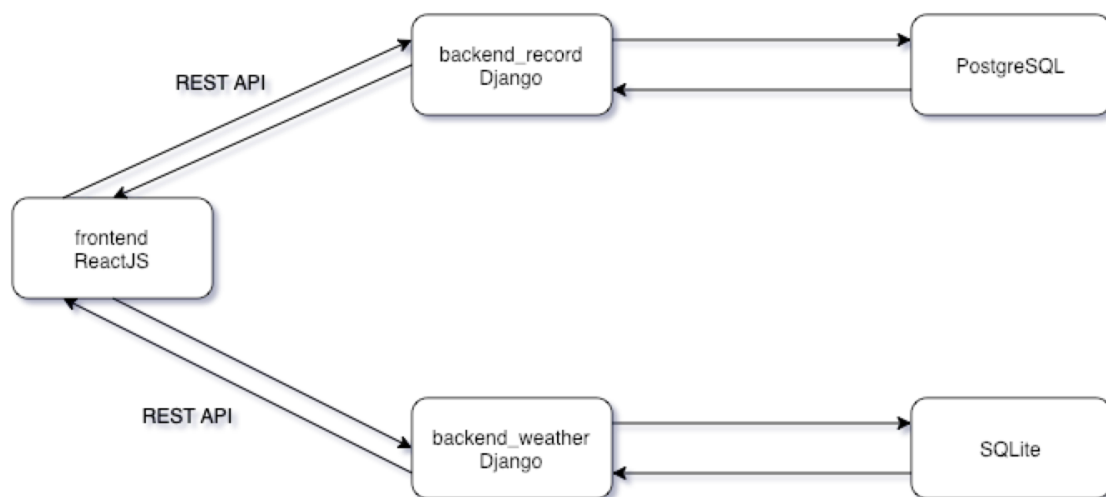 backend_record
Django
PostgreSQL
REST API
frontend
ReactJS
REST API
backend_weather
Django
SQLite